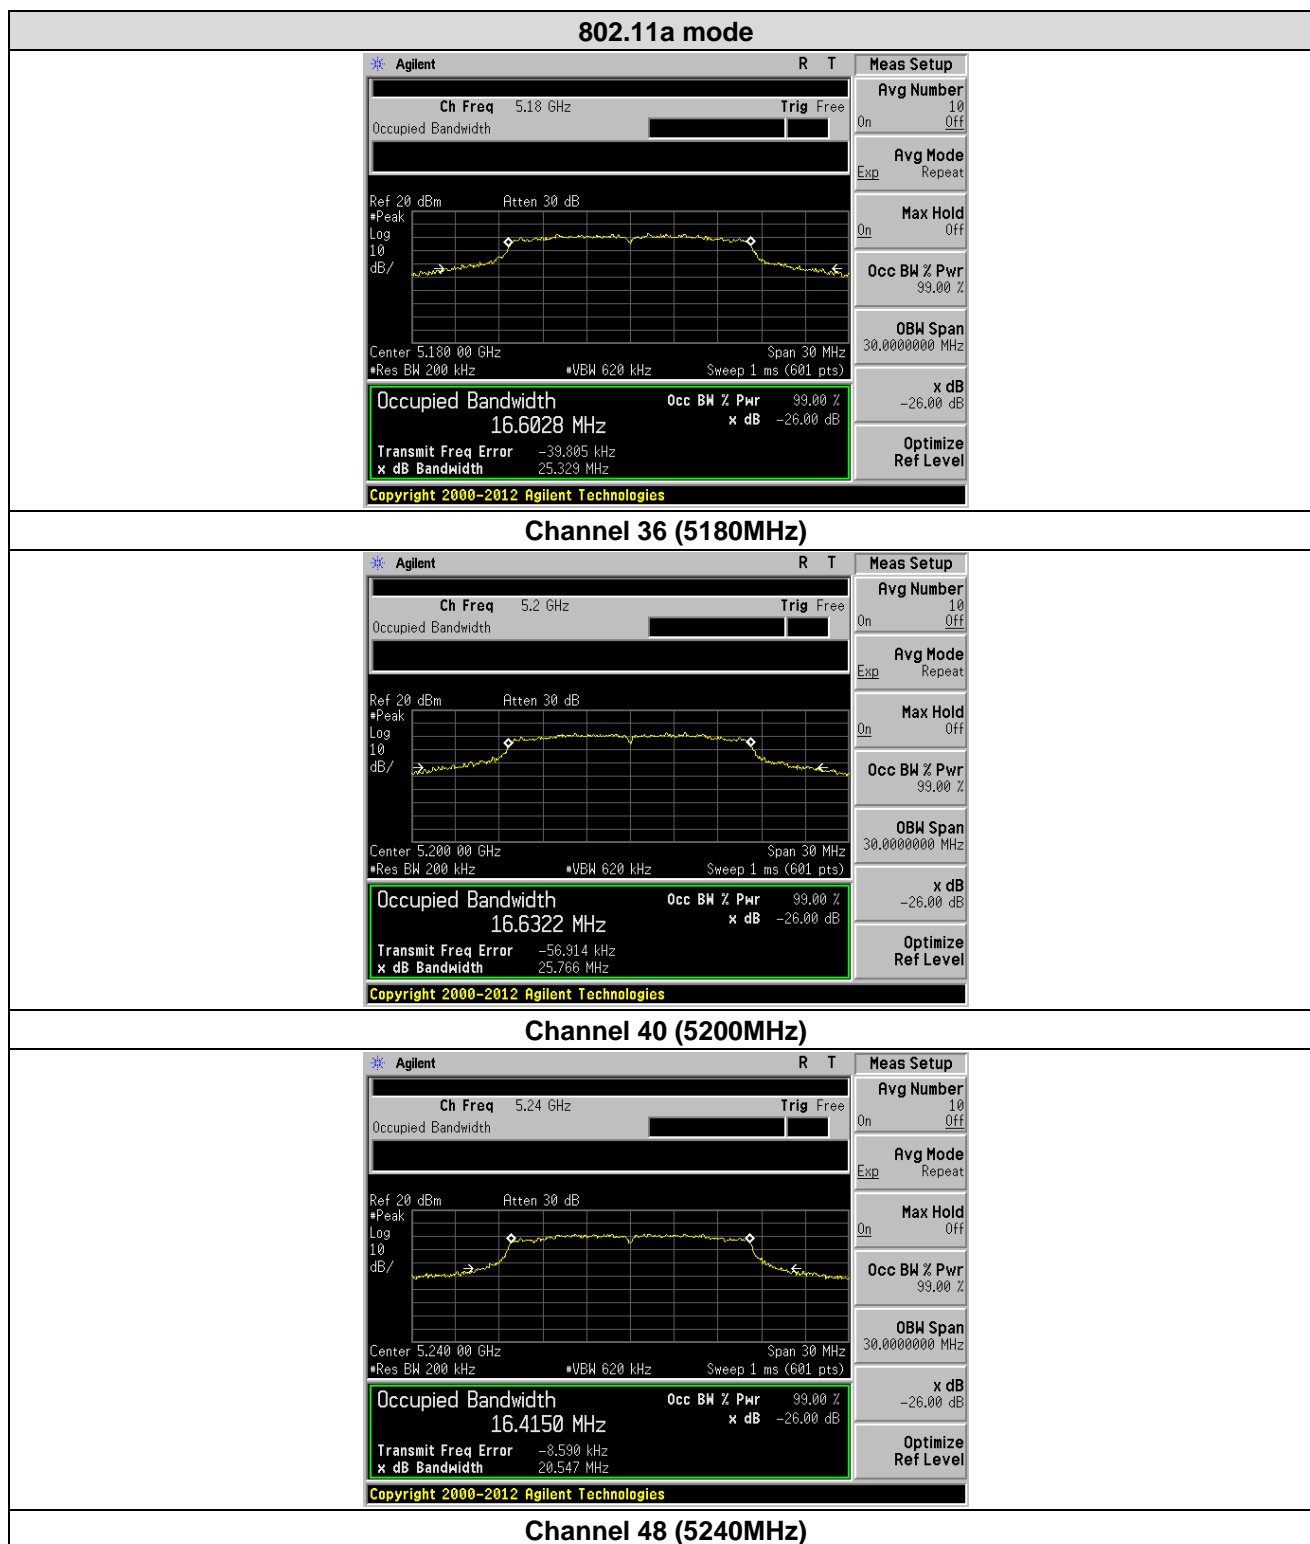 802.11a mode
Agilent R T Meas Setup
Ch Freq 5.18 GHz Trig Free
Occupied Bandwidth
Avg Number
10
On Off
Avg Mode
Exp Repeat
Max Hold
On Off
Occ BW % Pwr
99.00 %
OBW Span
30.0000000 MHz
x dB
-26.00 dB
Optimize
Ref Level
Ref 20 dBm Atten 30 dB
#Peak
Log
10
dB/
Center 5.180 00 GHz Span 30 MHz
#Res BW 200 kHz #VBW 620 kHz Sweep 1 ms (601 pts)
Occupied Bandwidth Occ BW % Pwr 99.00 %
16.6028 MHz x dB -26.00 dB
Transmit Freq Error -39.805 kHz
x dB Bandwidth 25.329 MHz
Copyright 2000-2012 Agilent Technologies
Channel 36 (5180MHz)
Agilent R T Meas Setup
Ch Freq 5.2 GHz Trig Free
Occupied Bandwidth
Avg Number
10
On Off
Avg Mode
Exp Repeat
Max Hold
On Off
Occ BW % Pwr
99.00 %
OBW Span
30.0000000 MHz
x dB
-26.00 dB
Optimize
Ref Level
Ref 20 dBm Atten 30 dB
#Peak
Log
10
dB/
Center 5.200 00 GHz Span 30 MHz
#Res BW 200 kHz #VBW 620 kHz Sweep 1 ms (601 pts)
Occupied Bandwidth Occ BW % Pwr 99.00 %
16.6322 MHz x dB -26.00 dB
Transmit Freq Error -56.914 kHz
x dB Bandwidth 25.766 MHz
Copyright 2000-2012 Agilent Technologies
Channel 40 (5200MHz)
Agilent R T Meas Setup
Ch Freq 5.24 GHz Trig Free
Occupied Bandwidth
Avg Number
10
On Off
Avg Mode
Exp Repeat
Max Hold
On Off
Occ BW % Pwr
99.00 %
OBW Span
30.0000000 MHz
x dB
-26.00 dB
Optimize
Ref Level
Ref 20 dBm Atten 30 dB
#Peak
Log
10
dB/
Center 5.240 00 GHz Span 30 MHz
#Res BW 200 kHz #VBW 620 kHz Sweep 1 ms (601 pts)
Occupied Bandwidth Occ BW % Pwr 99.00 %
16.4150 MHz x dB -26.00 dB
Transmit Freq Error -8.590 kHz
x dB Bandwidth 20.547 MHz
Copyright 2000-2012 Agilent Technologies
Channel 48 (5240MHz)